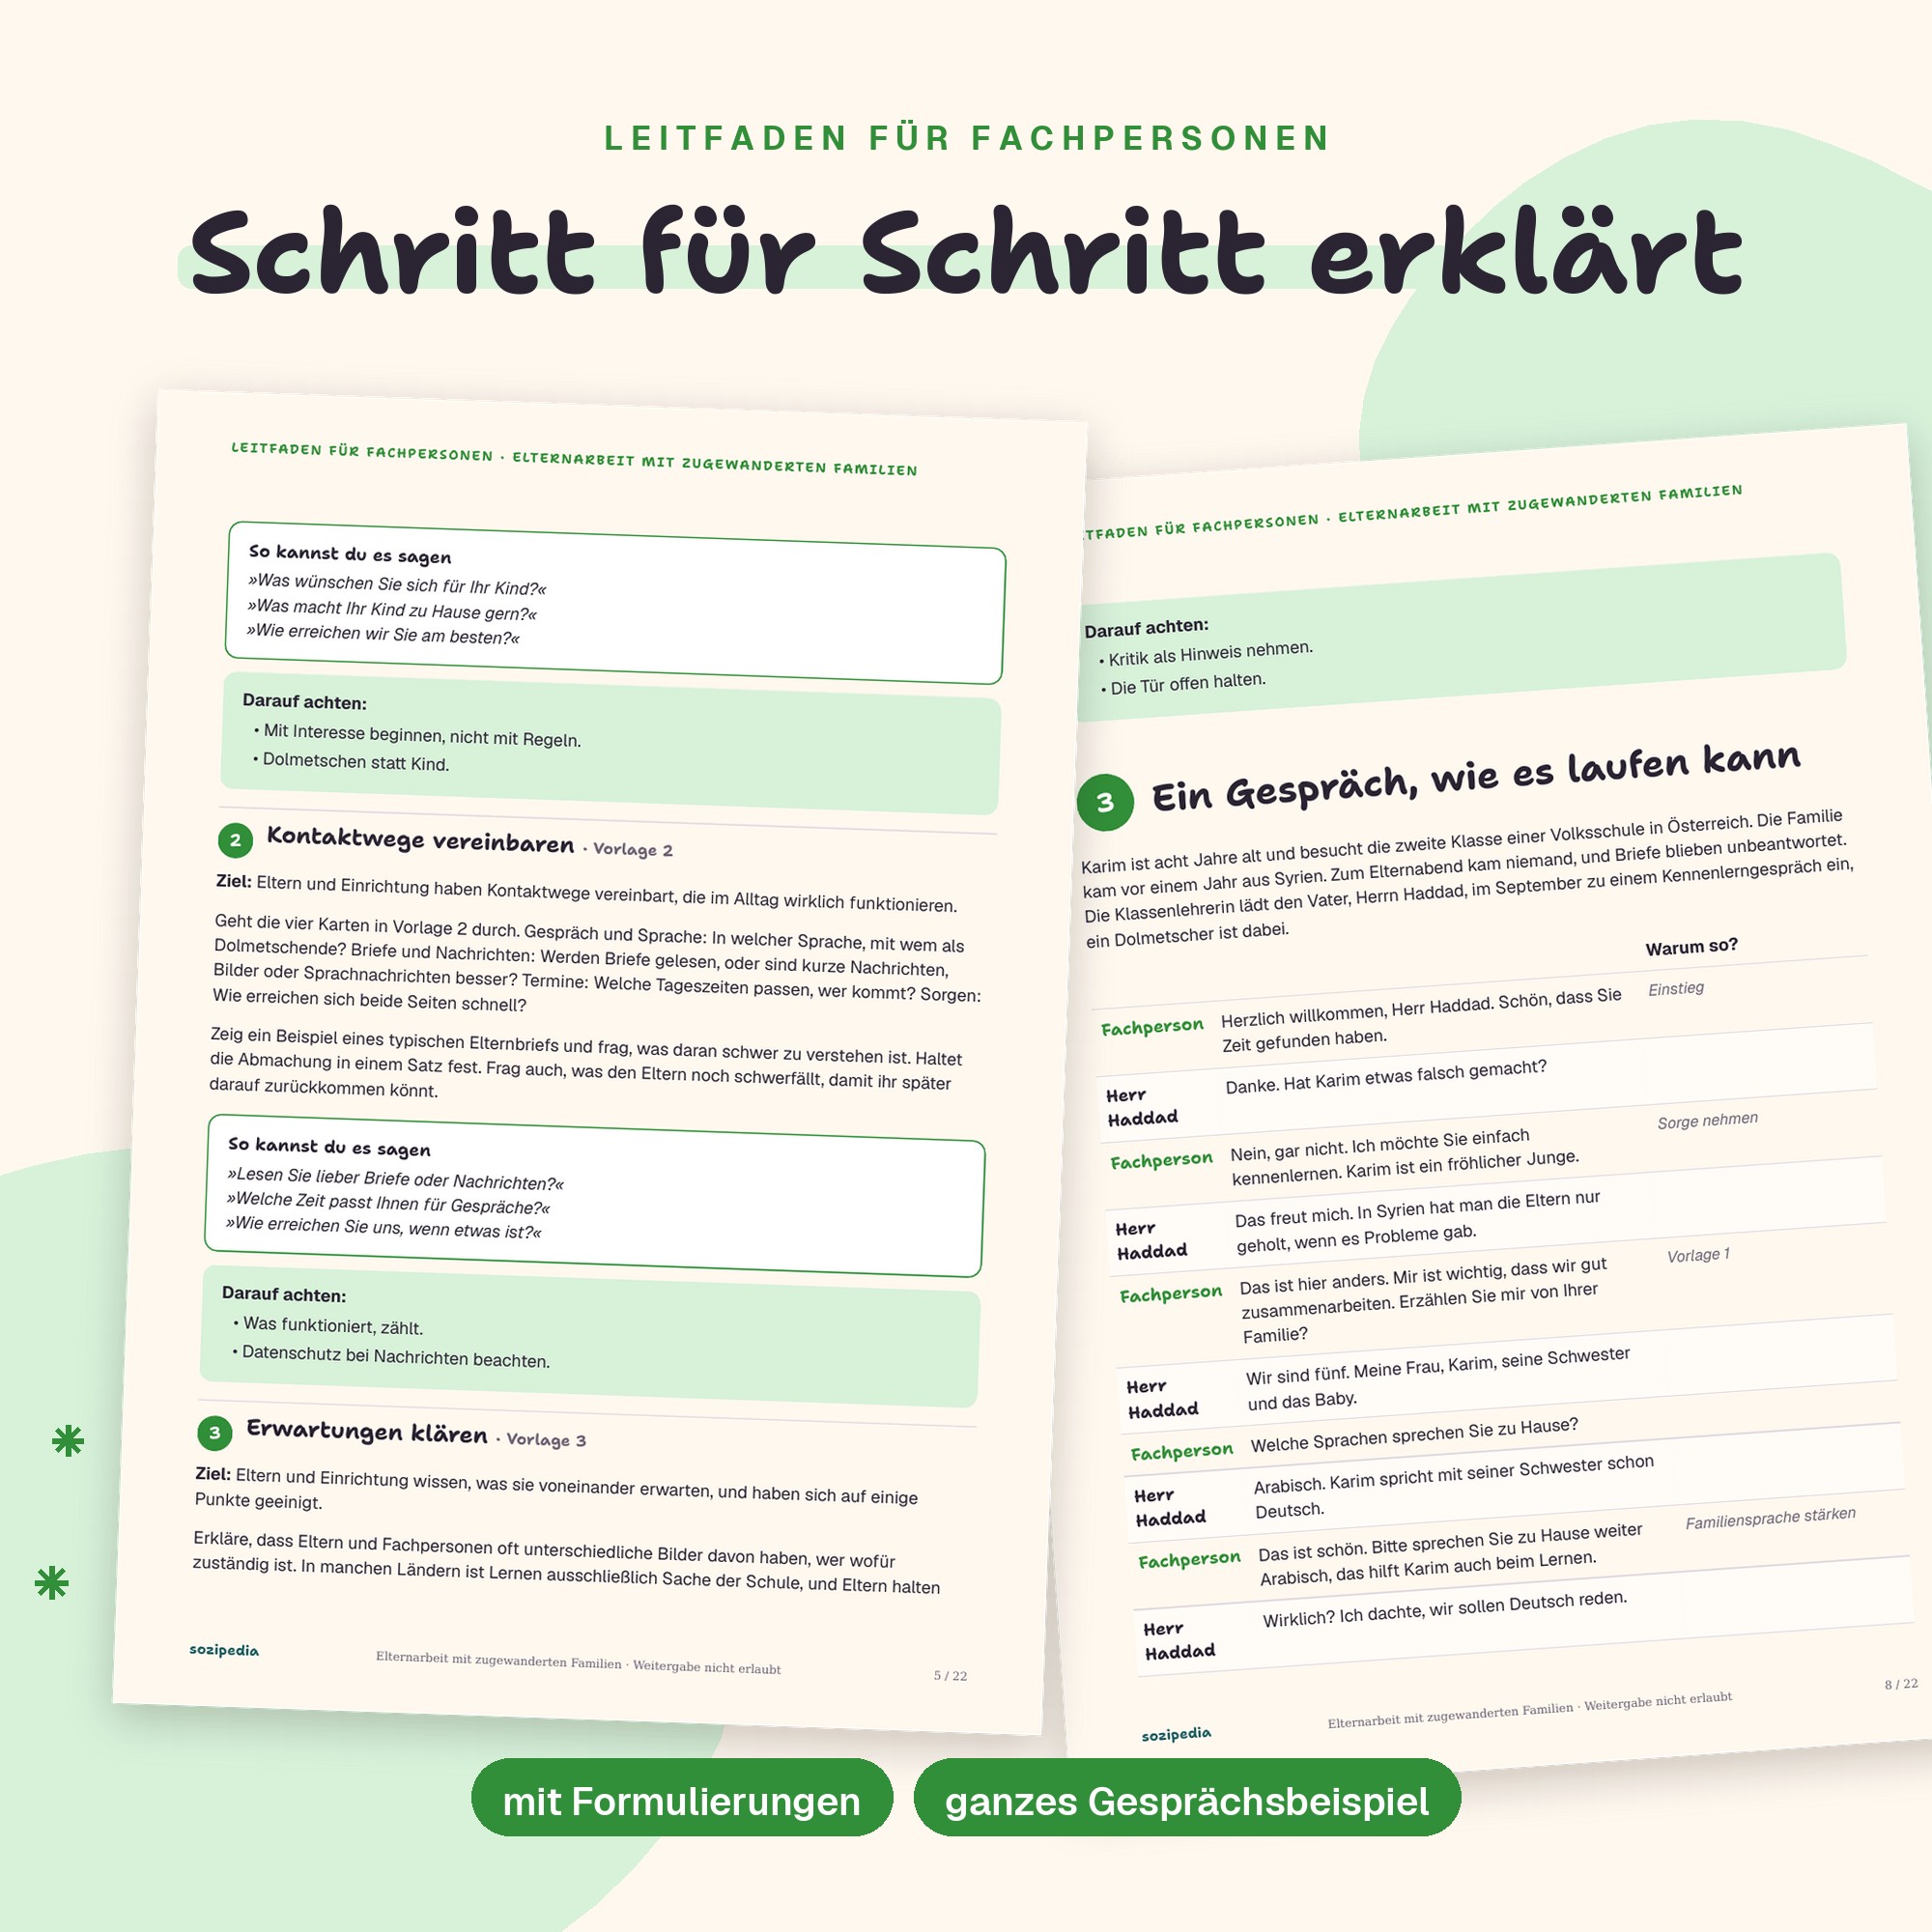 LEITFADEN FÜR FACHPERSONEN
Schritt für Schritt erklärt
LEITFADEN FÜR FACHPERSONEN · ELTERNARBEIT MIT ZUGEWANDERTEN FAMILIEN
So kannst du es sagen
»Was wünschen Sie sich für Ihr Kind?«
»Was macht Ihr Kind zu Hause gern?«
»Wie erreichen wir Sie am besten?«
Darauf achten:
• Mit Interesse beginnen, nicht mit Regeln.
• Dolmetschen statt Kind.
2 Kontaktwege vereinbaren · Vorlage 2
Ziel: Eltern und Einrichtung haben Kontaktwege vereinbart, die im Alltag wirklich funktionieren.
Geht die vier Karten in Vorlage 2 durch. Gespräch und Sprache: In welcher Sprache, mit wem als
Dolmetschende? Briefe und Nachrichten: Werden Briefe gelesen, oder sind kurze Nachrichten,
Bilder oder Sprachnachrichten besser? Termine: Welche Tageszeiten passen, wer kommt? Sorgen:
Wie erreichen sich beide Seiten schnell?
Zeig ein Beispiel eines typischen Elternbriefs und frag, was daran schwer zu verstehen ist. Haltet
die Abmachung in einem Satz fest. Frag auch, was den Eltern noch schwerfällt, damit ihr später
darauf zurückkommen könnt.
So kannst du es sagen
»Lesen Sie lieber Briefe oder Nachrichten?«
»Welche Zeit passt Ihnen für Gespräche?«
»Wie erreichen Sie uns, wenn etwas ist?«
Darauf achten:
• Was funktioniert, zählt.
• Datenschutz bei Nachrichten beachten.
3 Erwartungen klären · Vorlage 3
Ziel: Eltern und Einrichtung wissen, was sie voneinander erwarten, und haben sich auf einige
Punkte geeinigt.
Erkläre, dass Eltern und Fachpersonen oft unterschiedliche Bilder davon haben, wer wofür
zuständig ist. In manchen Ländern ist Lernen ausschließlich Sache der Schule, und Eltern halten
sozipedia Elternarbeit mit zugewanderten Familien · Weitergabe nicht erlaubt 5 / 22
TFADEN FÜR FACHPERSONEN · ELTERNARBEIT MIT ZUGEWANDERTEN FAMILIEN
Darauf achten:
• Kritik als Hinweis nehmen.
• Die Tür offen halten.
3 Ein Gespräch, wie es laufen kann
Karim ist acht Jahre alt und besucht die zweite Klasse einer Volksschule in Österreich. Die Familie
kam vor einem Jahr aus Syrien. Zum Elternabend kam niemand, und Briefe blieben unbeantwortet.
Die Klassenlehrerin lädt den Vater, Herrn Haddad, im September zu einem Kennenlerngespräch ein,
ein Dolmetscher ist dabei.
Warum so?
Fachperson Herzlich willkommen, Herr Haddad. Schön, dass Sie Einstieg
Zeit gefunden haben.
Herr Danke. Hat Karim etwas falsch gemacht?
Haddad
Fachperson Nein, gar nicht. Ich möchte Sie einfach Sorge nehmen
kennenlernen. Karim ist ein fröhlicher Junge.
Herr Das freut mich. In Syrien hat man die Eltern nur
Haddad geholt, wenn es Probleme gab.
Fachperson Das ist hier anders. Mir ist wichtig, dass wir gut Vorlage 1
zusammenarbeiten. Erzählen Sie mir von Ihrer
Familie?
Herr Wir sind fünf. Meine Frau, Karim, seine Schwester
Haddad und das Baby.
Fachperson Welche Sprachen sprechen Sie zu Hause?
Herr Arabisch. Karim spricht mit seiner Schwester schon
Haddad Deutsch.
Fachperson Das ist schön. Bitte sprechen Sie zu Hause weiter Familiensprache stärken
Arabisch, das hilft Karim auch beim Lernen.
Herr Wirklich? Ich dachte, wir sollen Deutsch reden.
Haddad
sozipedia Elternarbeit mit zugewanderten Familien · Weitergabe nicht erlaubt 8 / 22
mit Formulierungen
ganzes Gesprächsbeispiel